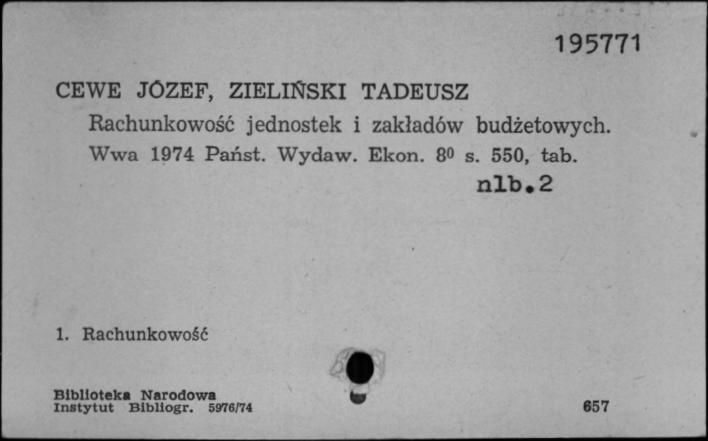 195771
CEWE JÓZEF, ZIELIŃSKI TADEUSZ
Rachunkowość jednostek i zakładów budżetowych.
Wwa 1974 Państ. Wydaw. Ekon. 8⁰ s. 550, tab.
nlb.2
1. Rachunkowość
Biblioteka Narodowa
Instytut Bibliogr. 5976/74
657